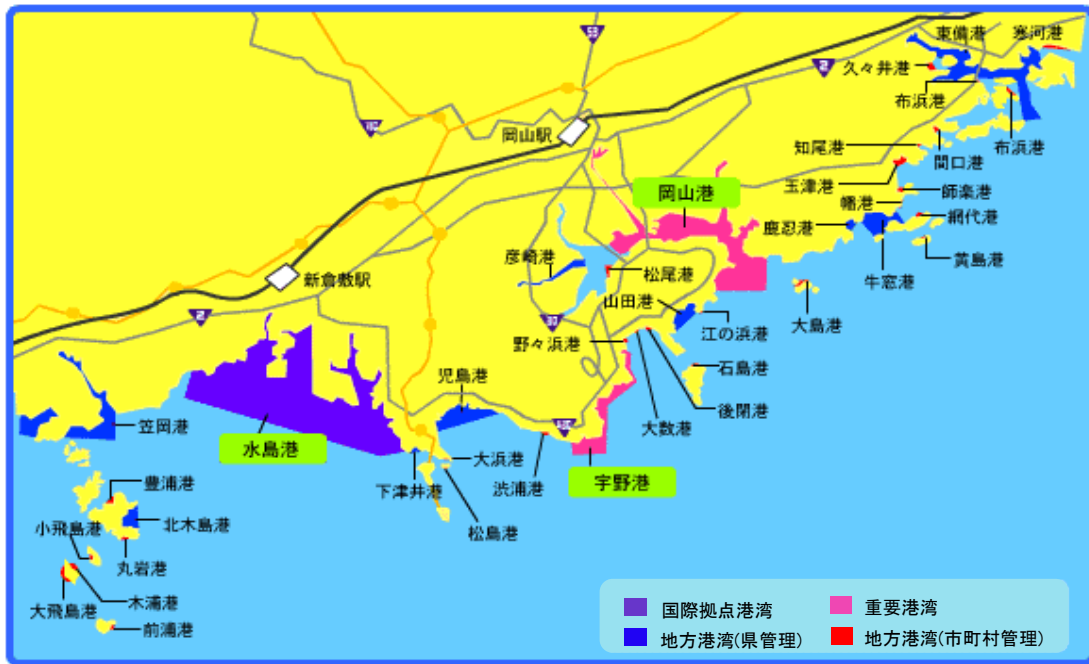 東備港
寒河港
53
2
久々井港
布浜港
岡山駅
知尾港
間口港
布浜港
玉津港
師楽港
岡山港
幡港
網代港
鹿忍港
彦崎港
松尾港
牛窓港
黄島港
新倉敷駅
山田港
江の浜港
大島港
2
30
野々浜港
石島港
児島港
後閑港
笠岡港
大数港
水島港
大浜港
豊浦港
下津井港
渋浦港
宇野港
小飛島港
北木島港
松島港
丸岩港
大飛島港
木浦港
前浦港
国際拠点港湾
重要港湾
地方港湾(県管理)
地方港湾(市町村管理)